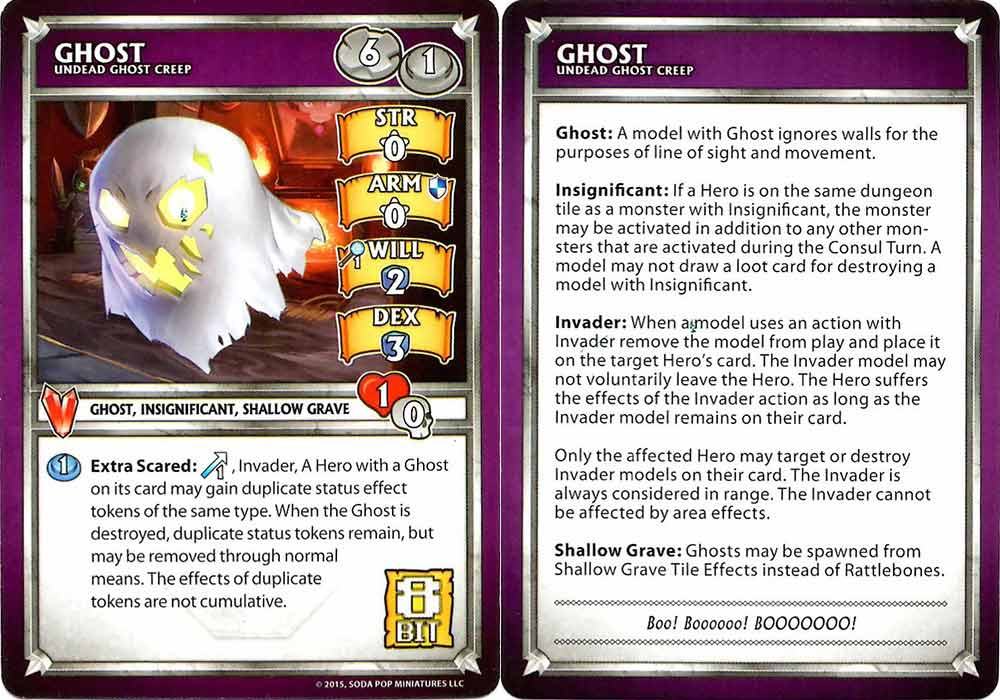 GHOST
UNDEAD GHOST CREEP
6
1
STR
0
ARM
0
1
WILL
2
DEX
3
GHOST, INSIGNIFICANT, SHALLOW GRAVE
1
0
1
Extra Scared: 1, Invader, A Hero with a Ghost
on its card may gain duplicate status effect
tokens of the same type. When the Ghost is
destroyed, duplicate status tokens remain, but
may be removed through normal
means. The effects of duplicate
tokens are not cumulative.
8
BIT
© 2015, SODA POP MINIATURES LLC
GHOST
UNDEAD GHOST CREEP
Ghost: A model with Ghost ignores walls for the
purposes of line of sight and movement.
Insignificant: If a Hero is on the same dungeon
tile as a monster with Insignificant, the monster
may be activated in addition to any other mon-
sters that are activated during the Consul Turn. A
model may not draw a loot card for destroying a
model with Insignificant.
Invader: When a model uses an action with
Invader remove the model from play and place it
on the target Hero's card. The Invader model may
not voluntarily leave the Hero. The Hero suffers
the effects of the Invader action as long as the
Invader model remains on their card.
Only the affected Hero may target or destroy
Invader models on their card. The Invader is
always considered in range. The Invader cannot
be affected by area effects.
Shallow Grave: Ghosts may be spawned from
Shallow Grave Tile Effects instead of Rattlebones.
Boo! Boooooo! BOOOOOOO!